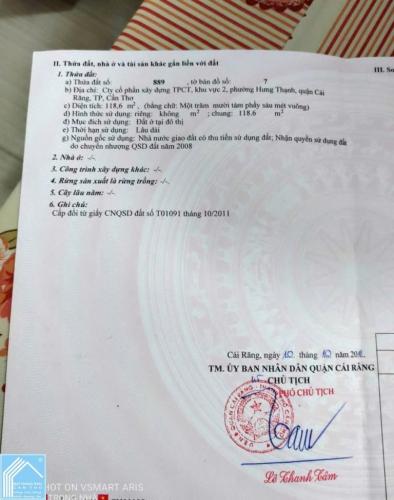 II. Thửa đất, nhà ở và tài sản khác gắn liền với đất
III. Sơ
1. Thửa đất:
a) Thửa đất số: 889 , tờ bản đồ số: 7
b) Địa chỉ: Cty cổ phần xây dựng TPCT, khu vực 2, phường Hưng Thạnh, quận Cái
Răng, TP, Cần Thơ
c) Diện tích: 118,6 m², (bằng chữ: Một trăm mười tám phẩy sáu mét vuông)
d) Hình thức sử dụng: riêng: không m² ; chung: 118.6 m²
đ) Mục đích sử dụng: Đất ở tại đô thị
e) Thời hạn sử dụng: Lâu dài
g) Nguồn gốc sử dụng: Nhà nước giao đất có thu tiền sử dụng đất; Nhận quyền sử dụng đất
do chuyển nhượng QSD đất năm 2008
2. Nhà ở: -/-.
3. Công trình xây dựng khác: -/-.
4. Rừng sản xuất là rừng trồng: -/-.
5. Cây lâu năm: -/-.
6. Ghi chú:
Cấp đổi từ giấy CNQSD đất số T01091 tháng 10/2011
Cái Răng, ngày tháng năm
TM. ỦY BAN NHÂN DÂN QUẬN CÁI RĂNG
CHỦ TỊCH
PHÓ CHỦ TỊCH
Lê Thanh Tâm
SHOT ON VSMART ARIS